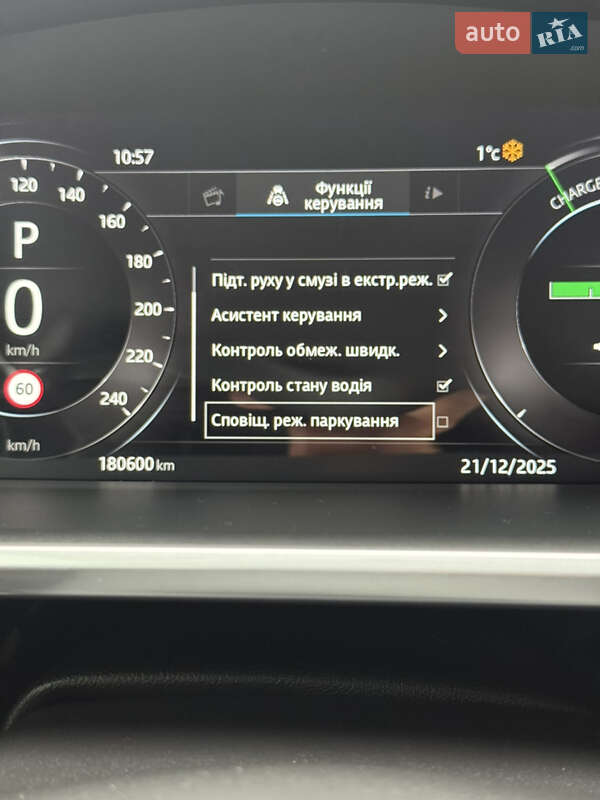 auto RIA .com
10:57
1°c
120
140
160
180
200
220
240
P
0
km/h
60
km/h
CHARGE
Функції
керування
i
Підт. руху у смузі в екстр.реж.
Асистент керування
Контроль обмеж. швидк.
Контроль стану водія
Сповіщ. реж. паркування
180600 km
21/12/2025